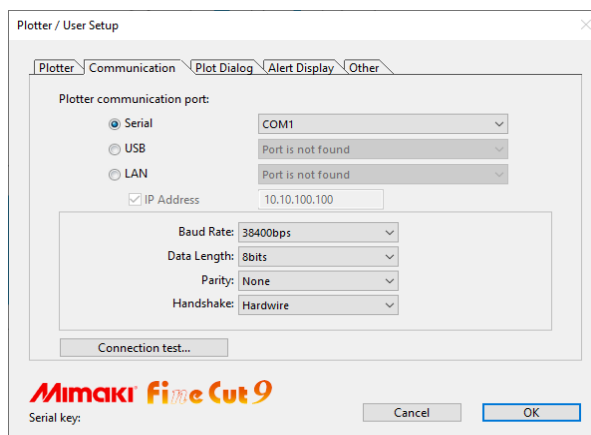 Plotter / User Setup
Plotter Communication Plot Dialog Alert Display Other
Plotter communication port:
Serial COM1
USB Port is not found
LAN Port is not found
IP Address 10.10.100.100
Baud Rate: 38400bps
Data Length: 8bits
Parity: None
Handshake: Hardwire
Connection test...
Mimaki Fine Cut 9
Serial key:
Cancel OK